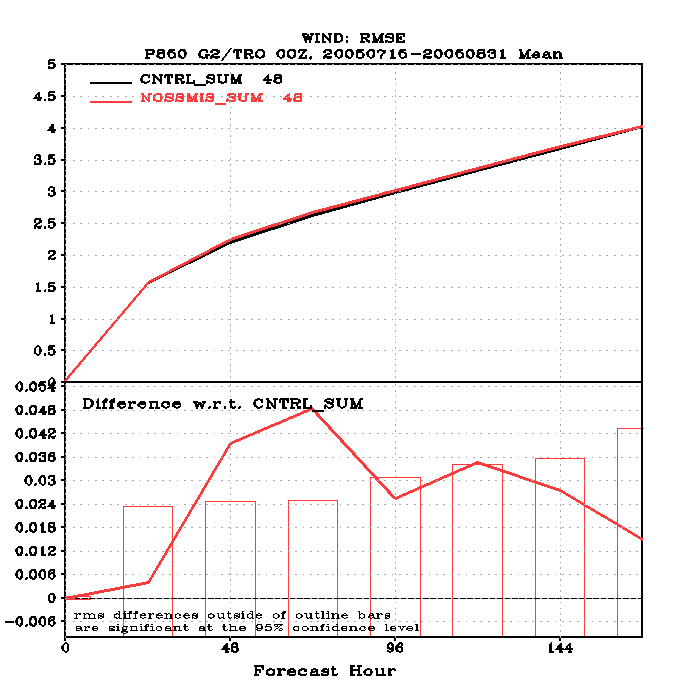 WIND: RMSE
P850 G2/TRO 00Z, 20050716-20050831 Mean
CNTRL_SUM 48
NOSSMIS_SUM 48
5
4.5
4
3.5
3
2.5
2
1.5
1
0.5
0
Difference w.r.t. CNTRL_SUM
0.054
0.048
0.042
0.036
0.03
0.024
0.018
0.012
0.006
0
-0.006
rms differences outside of outline bars
are significant at the 95% confidence level
0 48 96 144
Forecast Hour